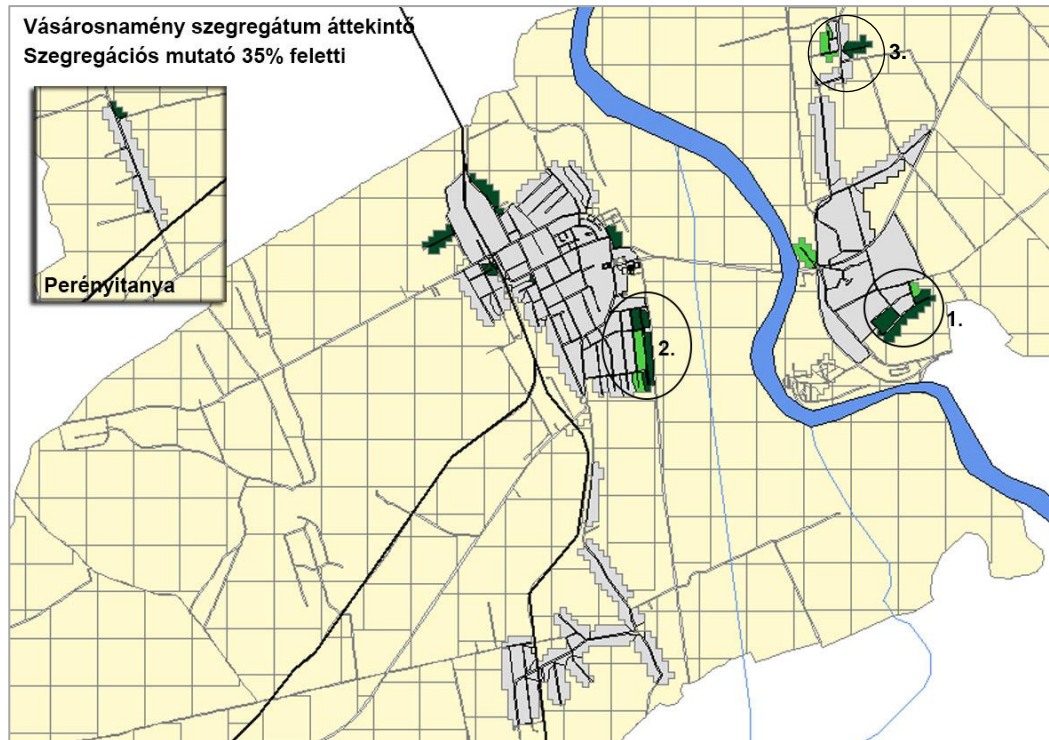 Vásárosnamény szegregátum áttekintő
Szegregációs mutató 35% feletti
3.
Perényitanya
1.
2.